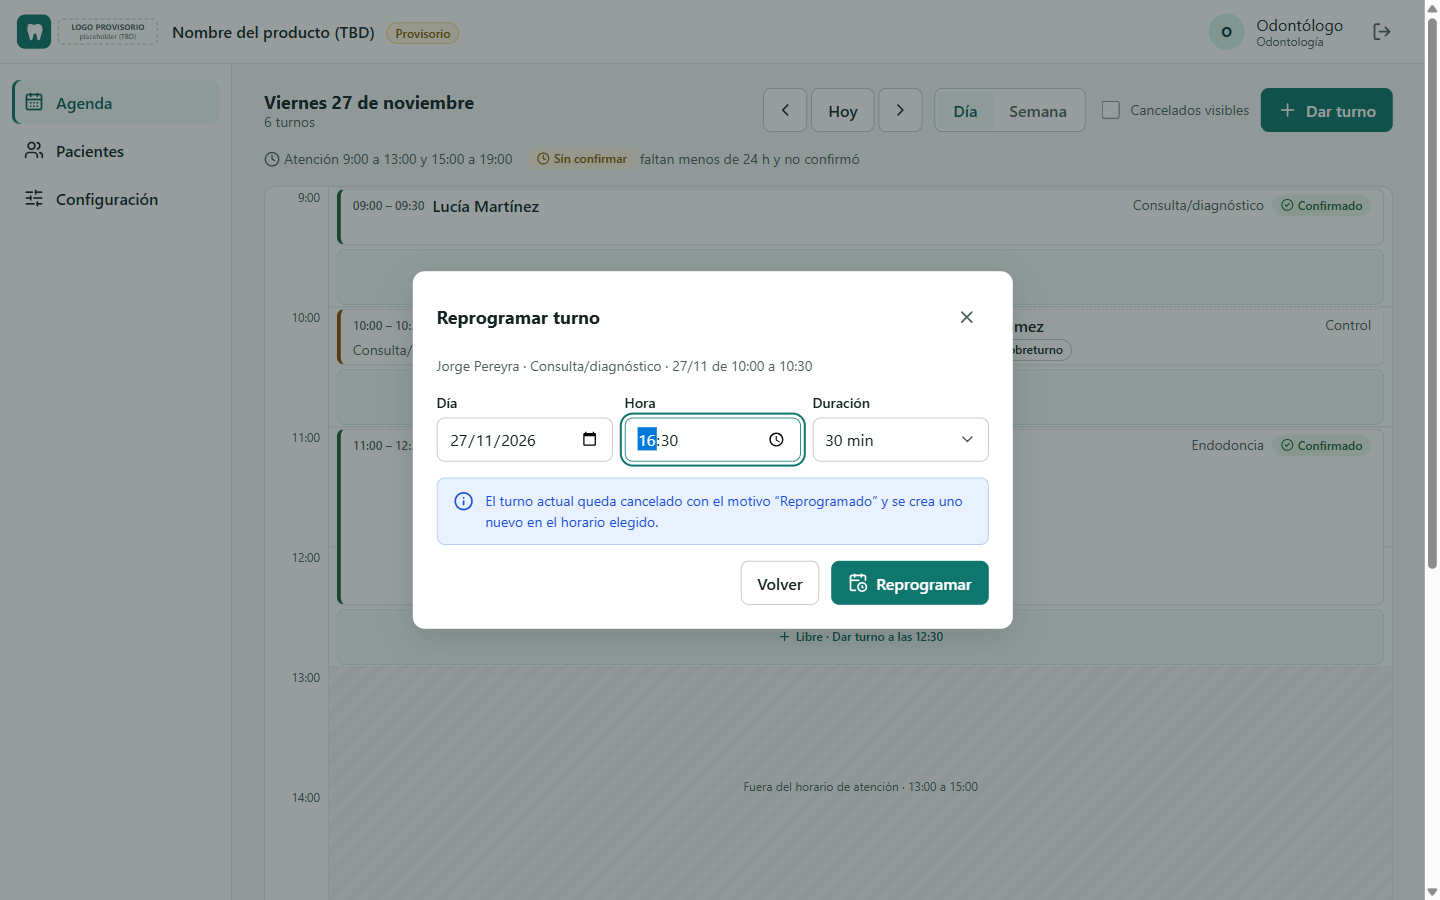 LOGO PROVISORIO
placeholder (TBD)
Nombre del producto (TBD)
Provisorio
O
Odontólogo
Odontología
Agenda
Pacientes
Configuración
Viernes 27 de noviembre
6 turnos
Hoy
Día
Semana
Cancelados visibles
Dar turno
Atención 9:00 a 13:00 y 15:00 a 19:00
Sin confirmar
faltan menos de 24 h y no confirmó
9:00
09:00 – 09:30 Lucía Martínez
Consulta/diagnóstico
Confirmado
10:00
10:00 – 10:
mez
Control
Consulta/
breturno
11:00
11:00 – 12:
Endodoncia
Confirmado
12:00
Libre · Dar turno a las 12:30
13:00
Fuera del horario de atención · 13:00 a 15:00
14:00
Reprogramar turno
Jorge Pereyra · Consulta/diagnóstico · 27/11 de 10:00 a 10:30
Día
Hora
Duración
27/11/2026
16:30
30 min
El turno actual queda cancelado con el motivo “Reprogramado” y se crea uno
nuevo en el horario elegido.
Volver
Reprogramar